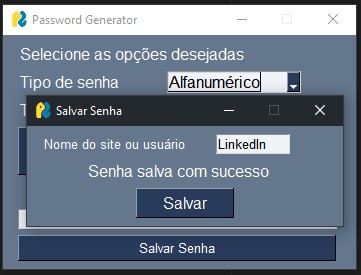 Password Generator
Selecione as opções desejadas
Tipo de senha Alfanumérico
Salvar Senha
Nome do site ou usuário LinkedIn
Senha salva com sucesso
Salvar
Salvar Senha